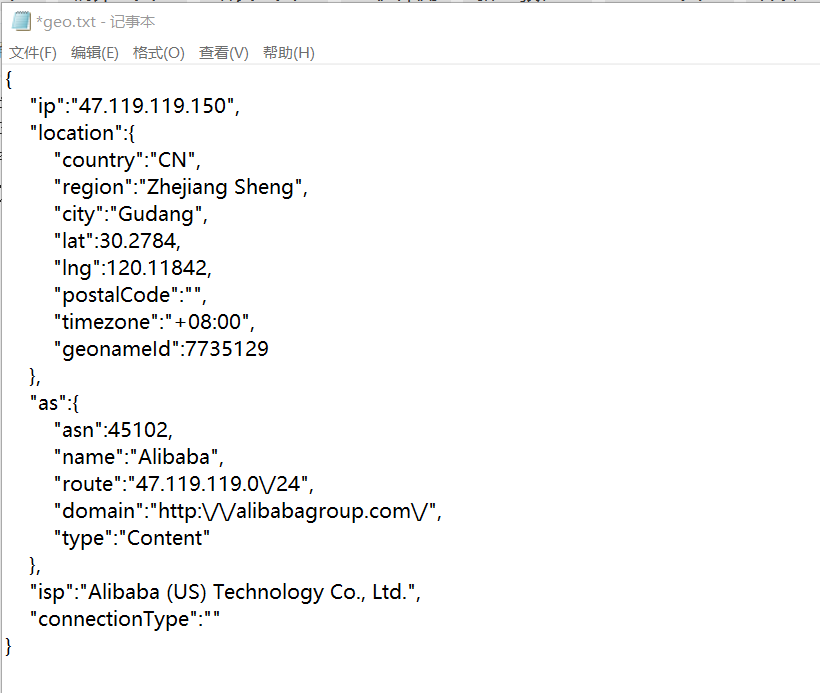 *geo.txt - 记事本
文件(F) 编辑(E) 格式(O) 查看(V) 帮助(H)
{
    "ip":"47.119.119.150",
    "location":{
        "country":"CN",
        "region":"Zhejiang Sheng",
        "city":"Gudang",
        "lat":30.2784,
        "lng":120.11842,
        "postalCode":"",
        "timezone":"+08:00",
        "geonameId":7735129
    },
    "as":{
        "asn":45102,
        "name":"Alibaba",
        "route":"47.119.119.0\/24",
        "domain":"http:\/\/alibabagroup.com\/",
        "type":"Content"
    },
    "isp":"Alibaba (US) Technology Co., Ltd.",
    "connectionType":""
}